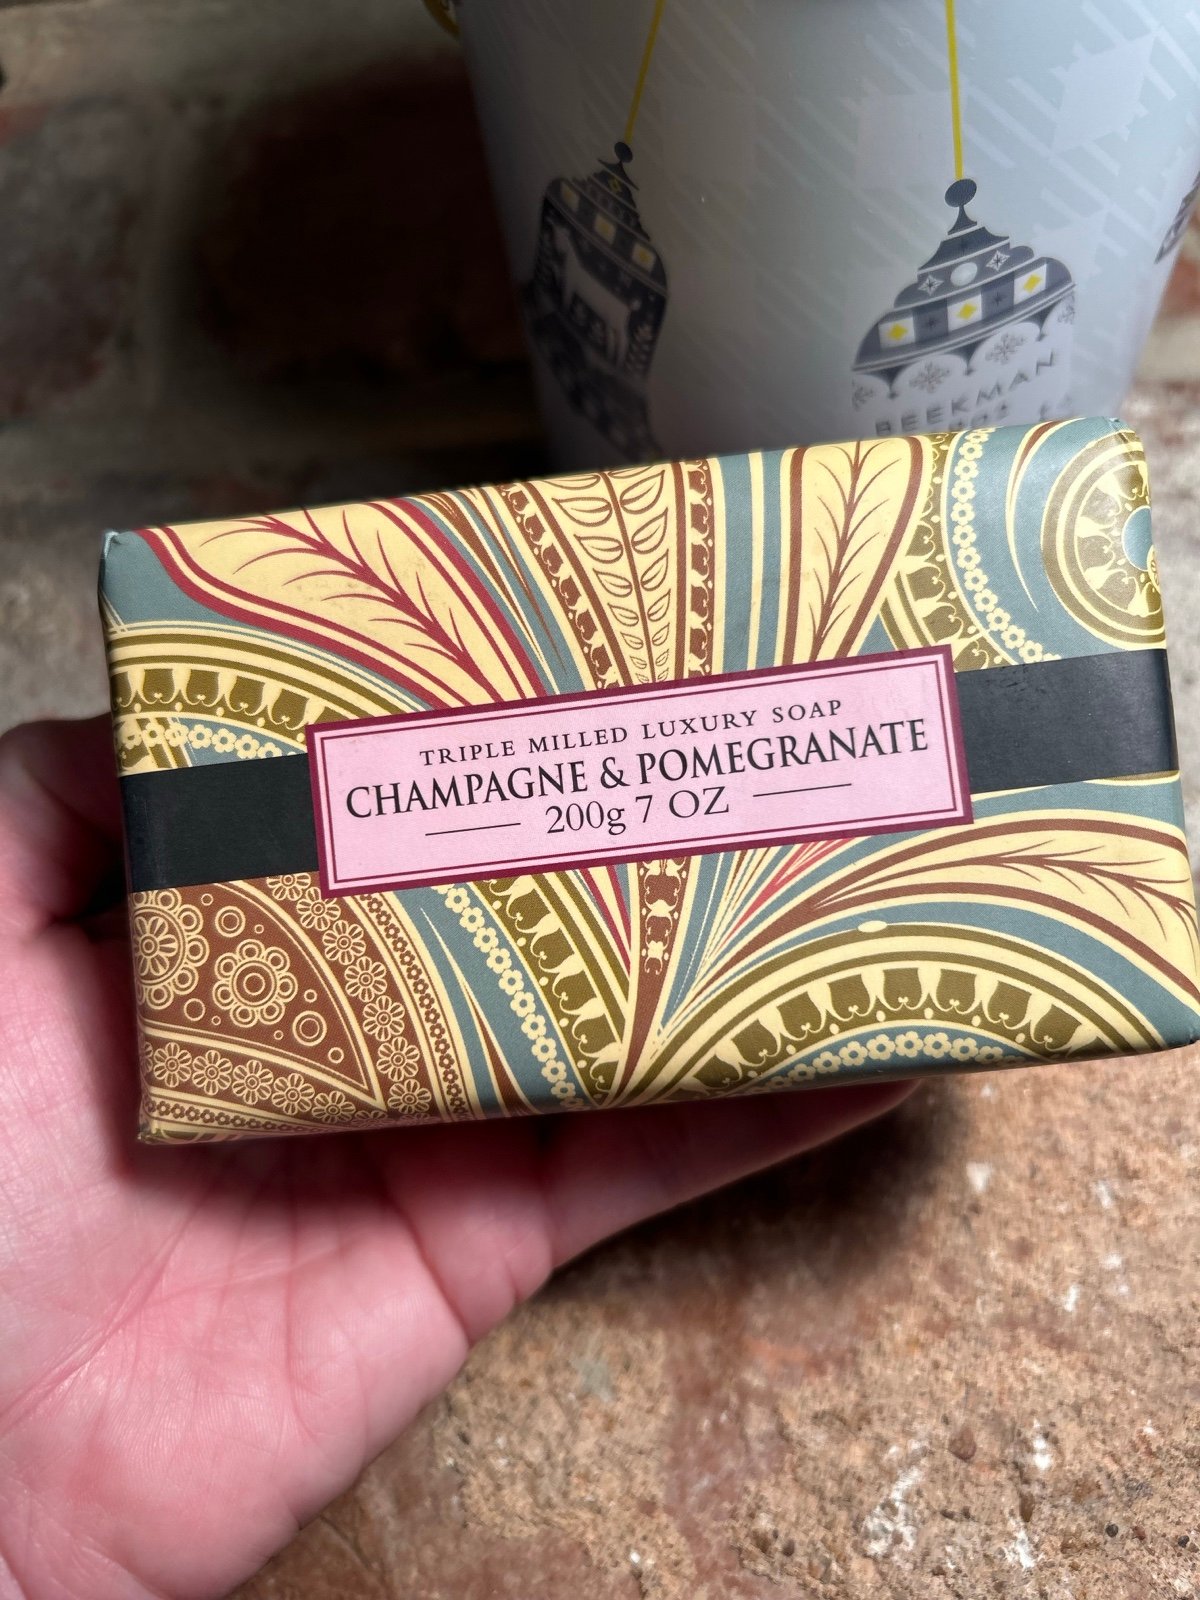 BEEKMAN
TRIPLE MILLED LUXURY SOAP
CHAMPAGNE & POMEGRANATE
200g 7 OZ